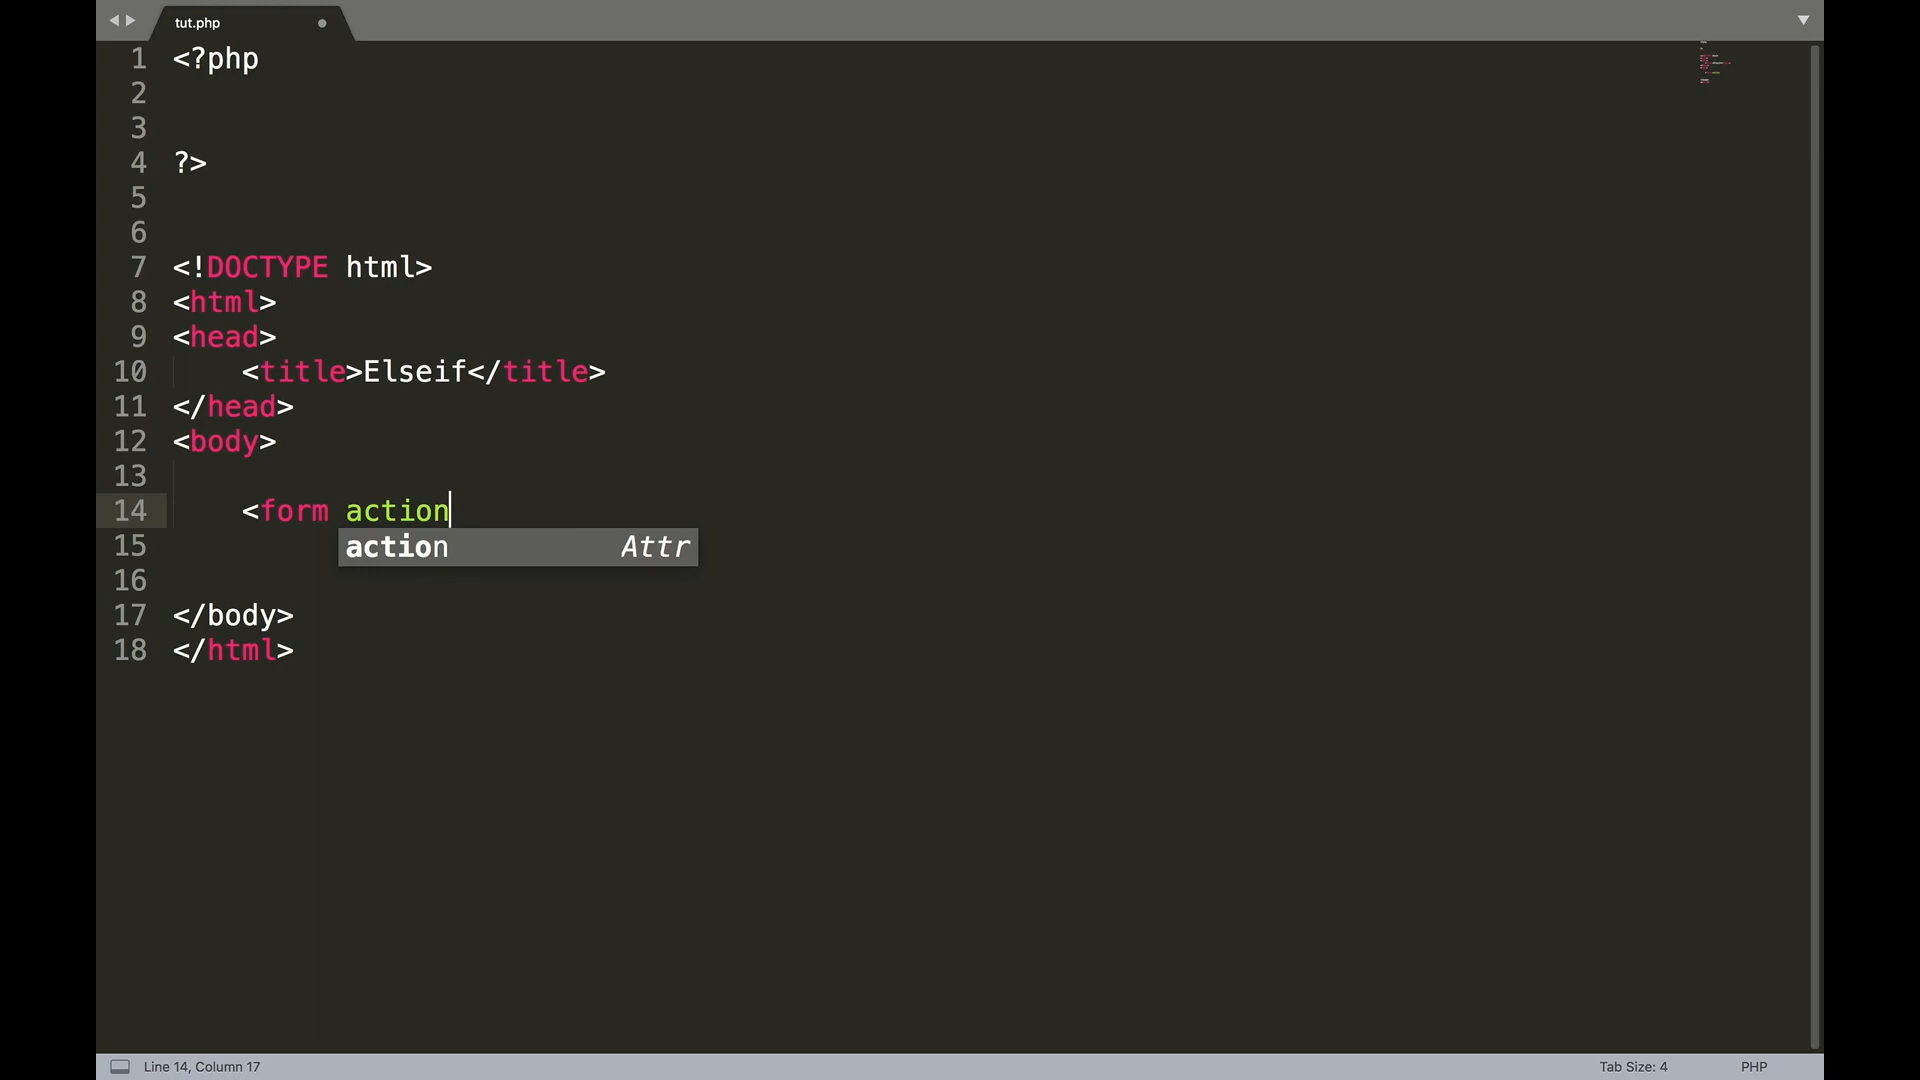 tut.php
1 <?php
2
3
4 ?>
5
6
7 <!DOCTYPE html>
8 <html>
9 <head>
10 <title>Elseif</title>
11 </head>
12 <body>
13
14 <form action
action Attr
15
16
17 </body>
18 </html>
Line 14, Column 17 Tab Size: 4 PHP